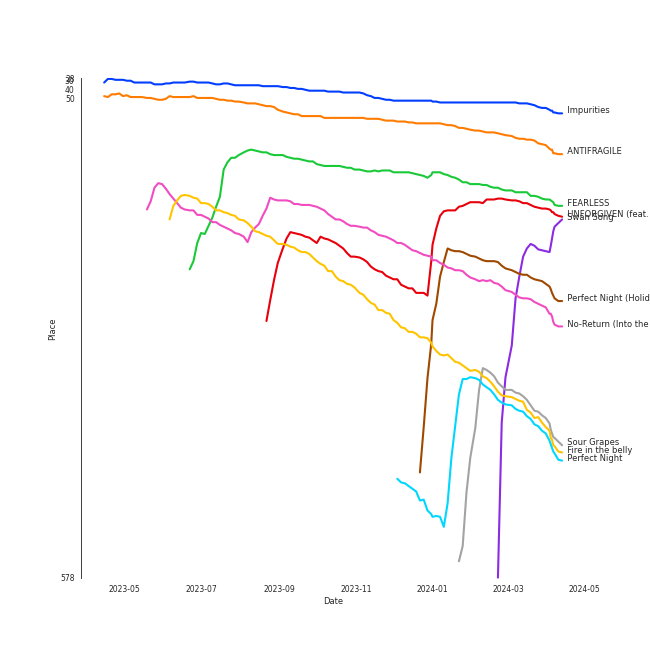 28
30
40
50
578
Place
2023-05
2023-07
2023-09
2023-11
2024-01
2024-03
2024-05
Date
Impurities
ANTIFRAGILE
FEARLESS
UNFORGIVEN (feat.
Swan Song
Perfect Night (Holid
No-Return (Into the
Sour Grapes
Fire in the belly
Perfect Night